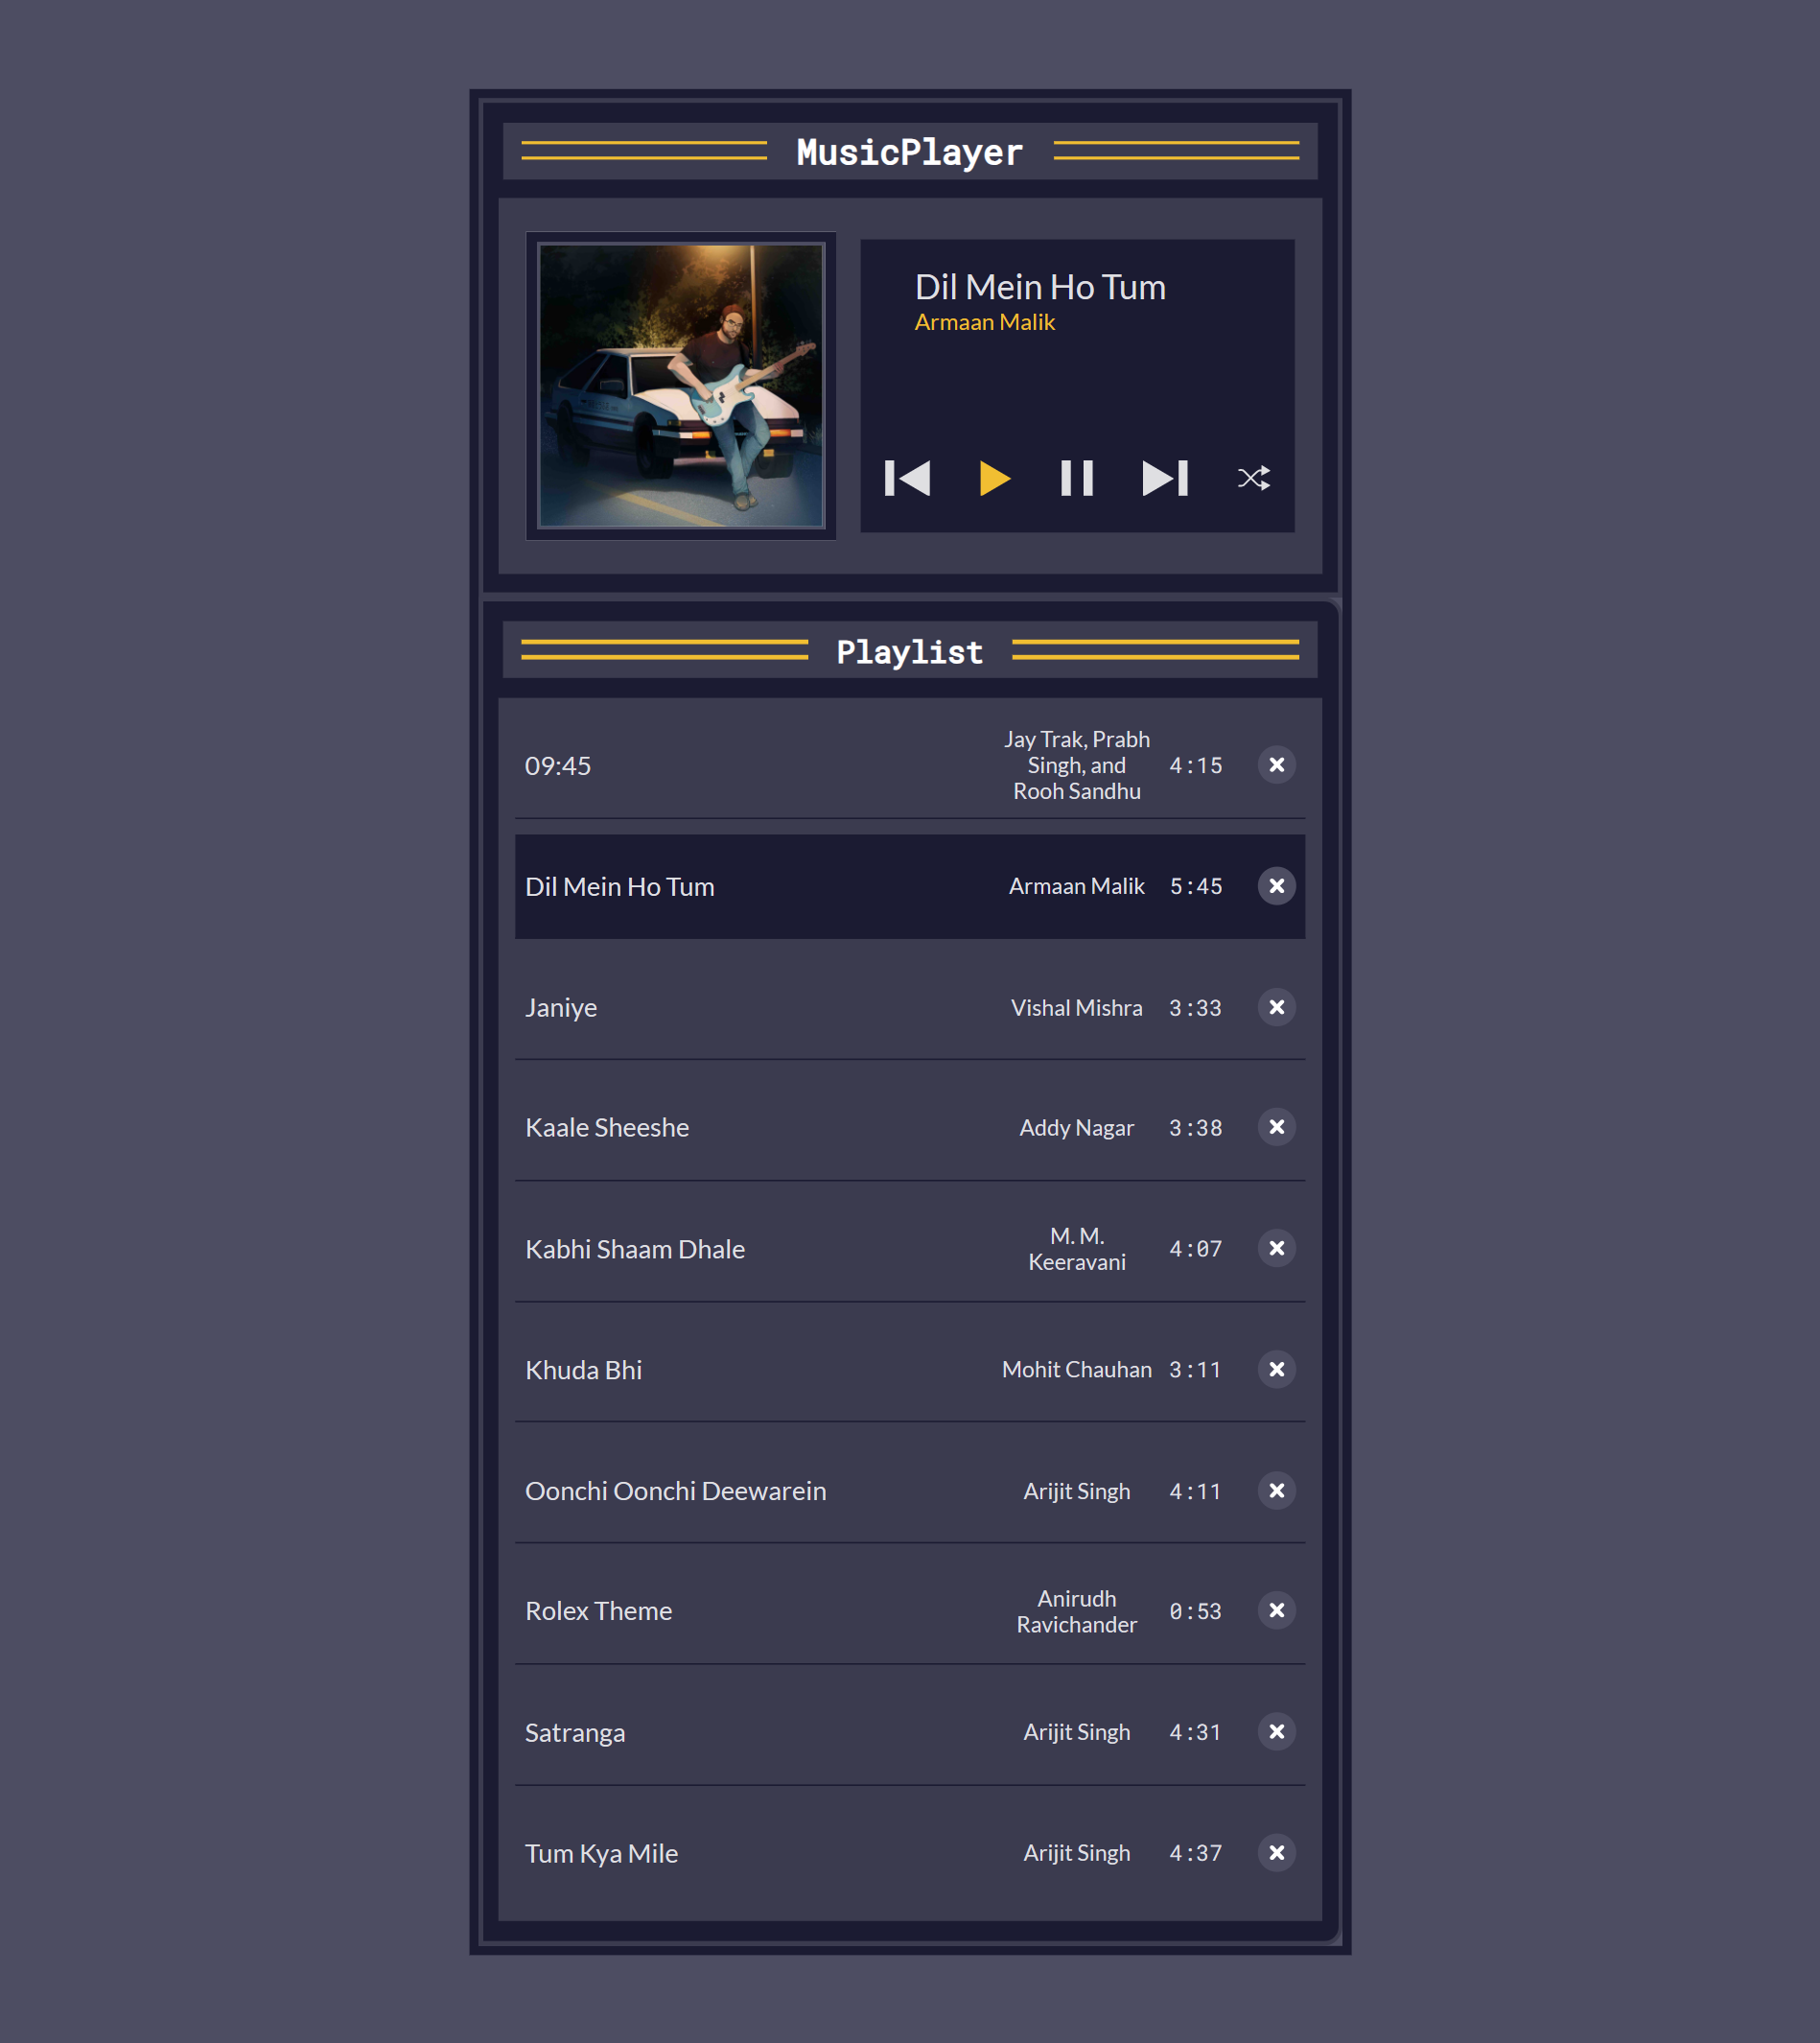 MusicPlayer
Dil Mein Ho Tum
Armaan Malik
Playlist
09:45
Jay Trak, Prabh
Singh, and
Rooh Sandhu
4:15
Dil Mein Ho Tum
Armaan Malik
5:45
Janiye
Vishal Mishra
3:33
Kaale Sheeshe
Addy Nagar
3:38
Kabhi Shaam Dhale
M. M.
Keeravani
4:07
Khuda Bhi
Mohit Chauhan
3:11
Oonchi Oonchi Deewarein
Arijit Singh
4:11
Rolex Theme
Anirudh
Ravichander
0:53
Satranga
Arijit Singh
4:31
Tum Kya Mile
Arijit Singh
4:37